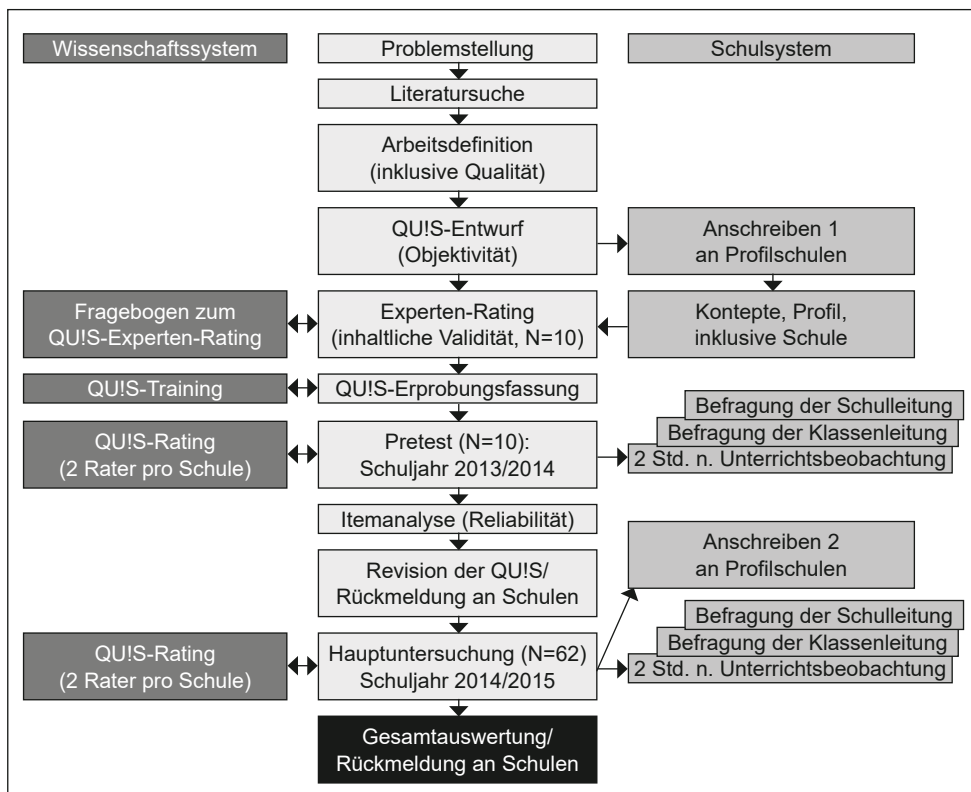 Wissenschaftssystem
Problemstellung
Schulsystem
Literatursuche
Arbeitsdefinition
(inklusive Qualität)
QU!S-Entwurf
(Objektivität)
Anschreiben 1
an Profilschulen
Fragebogen zum
QU!S-Experten-Rating
Experten-Rating
(inhaltliche Validität, N=10)
Kontepte, Profil,
inklusive Schule
QU!S-Training
QU!S-Erprobungsfassung
QU!S-Rating
(2 Rater pro Schule)
Pretest (N=10):
Schuljahr 2013/2014
Befragung der Schulleitung
Befragung der Klassenleitung
2 Std. n. Unterrichtsbeobachtung
Itemanalyse (Reliabilität)
Revision der QU!S/
Rückmeldung an Schulen
Anschreiben 2
an Profilschulen
QU!S-Rating
(2 Rater pro Schule)
Hauptuntersuchung (N=62)
Schuljahr 2014/2015
Befragung der Schulleitung
Befragung der Klassenleitung
2 Std. n. Unterrichtsbeobachtung
Gesamtauswertung/
Rückmeldung an Schulen